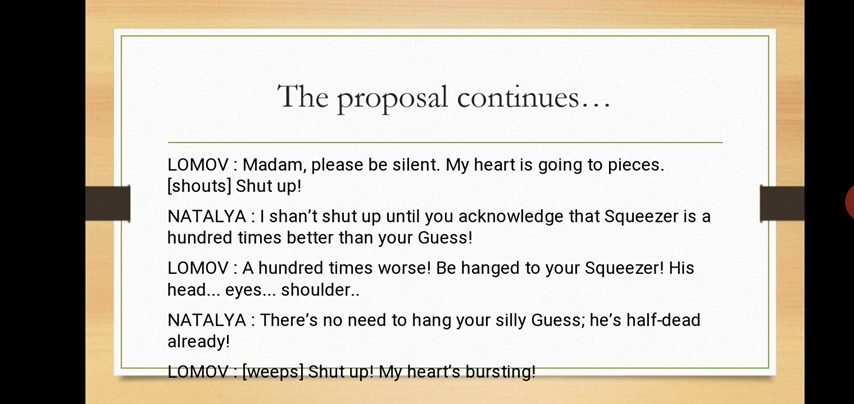 The proposal continues…
LOMOV : Madam, please be silent. My heart is going to pieces.
[shouts] Shut up!
NATALYA : I shan’t shut up until you acknowledge that Squeezer is a
hundred times better than your Guess!
LOMOV : A hundred times worse! Be hanged to your Squeezer! His
head... eyes... shoulder..
NATALYA : There’s no need to hang your silly Guess; he’s half-dead
already!
LOMOV : [weeps] Shut up! My heart’s bursting!